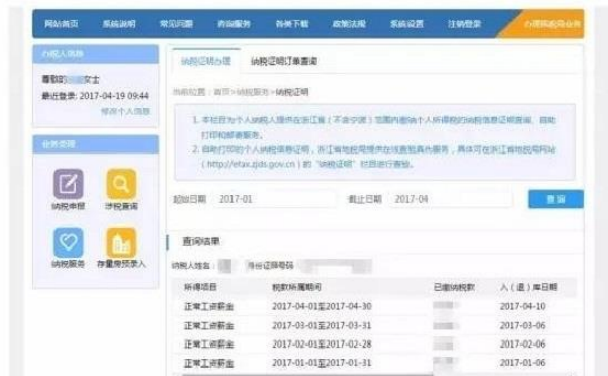 网站首页 系统说明 常见问题 咨询服务 各类下载 政策法规 系统设置 注销登录 办理地税局业务
办税人信息
尊敬的 女士
最近登录: 2017-04-19 09:44
修改个人信息
业务受理
纳税申报 涉税查询
纳税服务 存量房预录入
纳税证明办理 纳税证明订单查询
当前位置：首页>纳税服务>纳税证明
1. 本栏目为个人纳税人提供在浙江省（不含宁波）范围内缴纳个人所得税的纳税信息证明查询、自助
打印和邮寄服务。
2. 自助打印的个人纳税信息证明，浙江省地税局提供在线查验真伪服务，具体可在浙江省地税局网站
（http://etax.zjds.gov.cn）的“纳税证明”栏目进行查验。
起始日期 2017-01 截止日期 2017-04 查 询
查询结果
纳税人姓名： 身份证照号码
所得项目 税款所属期间 已缴纳税款 入（退）库日期
正常工资薪金 2017-04-01至2017-04-30 2017-04-10
正常工资薪金 2017-03-01至2017-03-31 2017-03-06
正常工资薪金 2017-02-01至2017-02-28 2017-02-06
正常工资薪金 2017-01-01至2017-01-31 2017-01-06